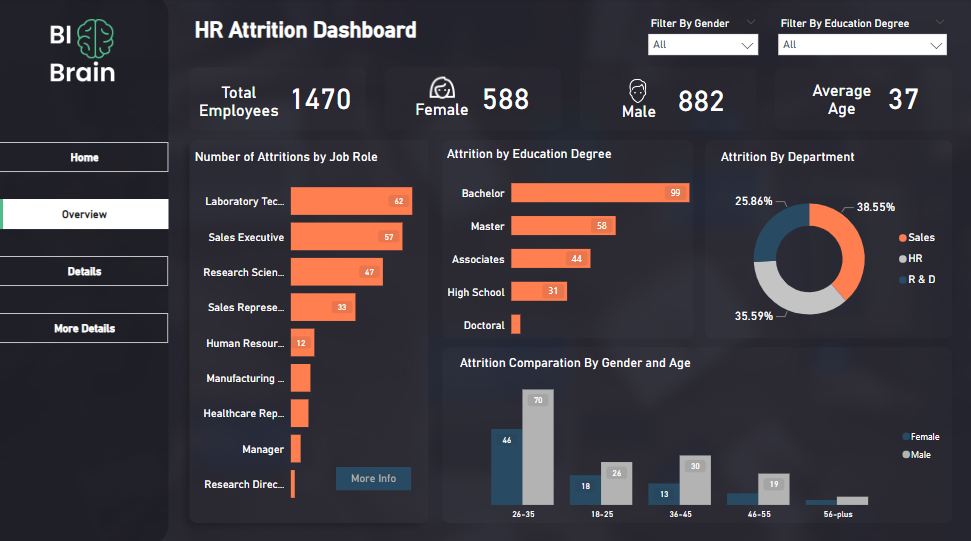 BI
Brain
Home
Overview
Details
More Details
HR Attrition Dashboard
Filter By Gender
All
Filter By Education Degree
All
Total
Employees
1470
Female
588
Male
882
Average
Age
37
Number of Attritions by Job Role
Laboratory Tec... 62
Sales Executive 57
Research Scien... 47
Sales Represe... 33
Human Resour... 12
Manufacturing ...
Healthcare Rep...
Manager
Research Direc...
More Info
Attrition by Education Degree
Bachelor 99
Master 58
Associates 44
High School 31
Doctoral
Attrition By Department
25.86%
38.55%
35.59%
Sales
HR
R & D
Attrition Comparation By Gender and Age
46 70
18 26
13 30
19
26-35 18-25 36-45 46-55 56-plus
Female
Male